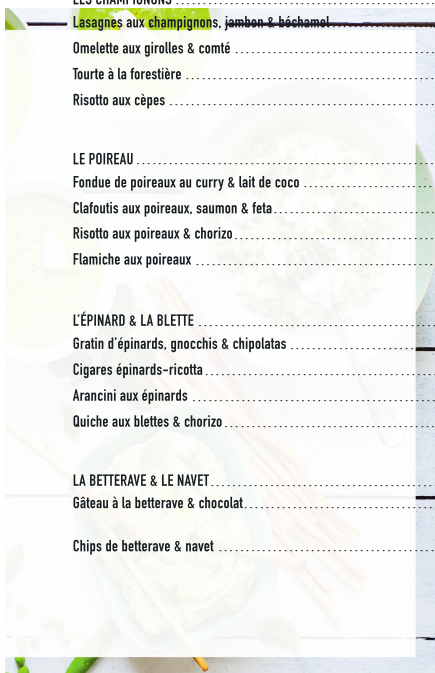 LES CHAMPIGNONS
Lasagnes aux champignons, jambon & béchamel
Omelette aux girolles & comté
Tourte à la forestière
Risotto aux cèpes
LE POIREAU
Fondue de poireaux au curry & lait de coco
Clafoutis aux poireaux, saumon & feta
Risotto aux poireaux & chorizo
Flamiche aux poireaux
L'ÉPINARD & LA BLETTE
Gratin d'épinards, gnocchis & chipolatas
Cigares épinards-ricotta
Arancini aux épinards
Quiche aux blettes & chorizo
LA BETTERAVE & LE NAVET
Gâteau à la betterave & chocolat
Chips de betterave & navet